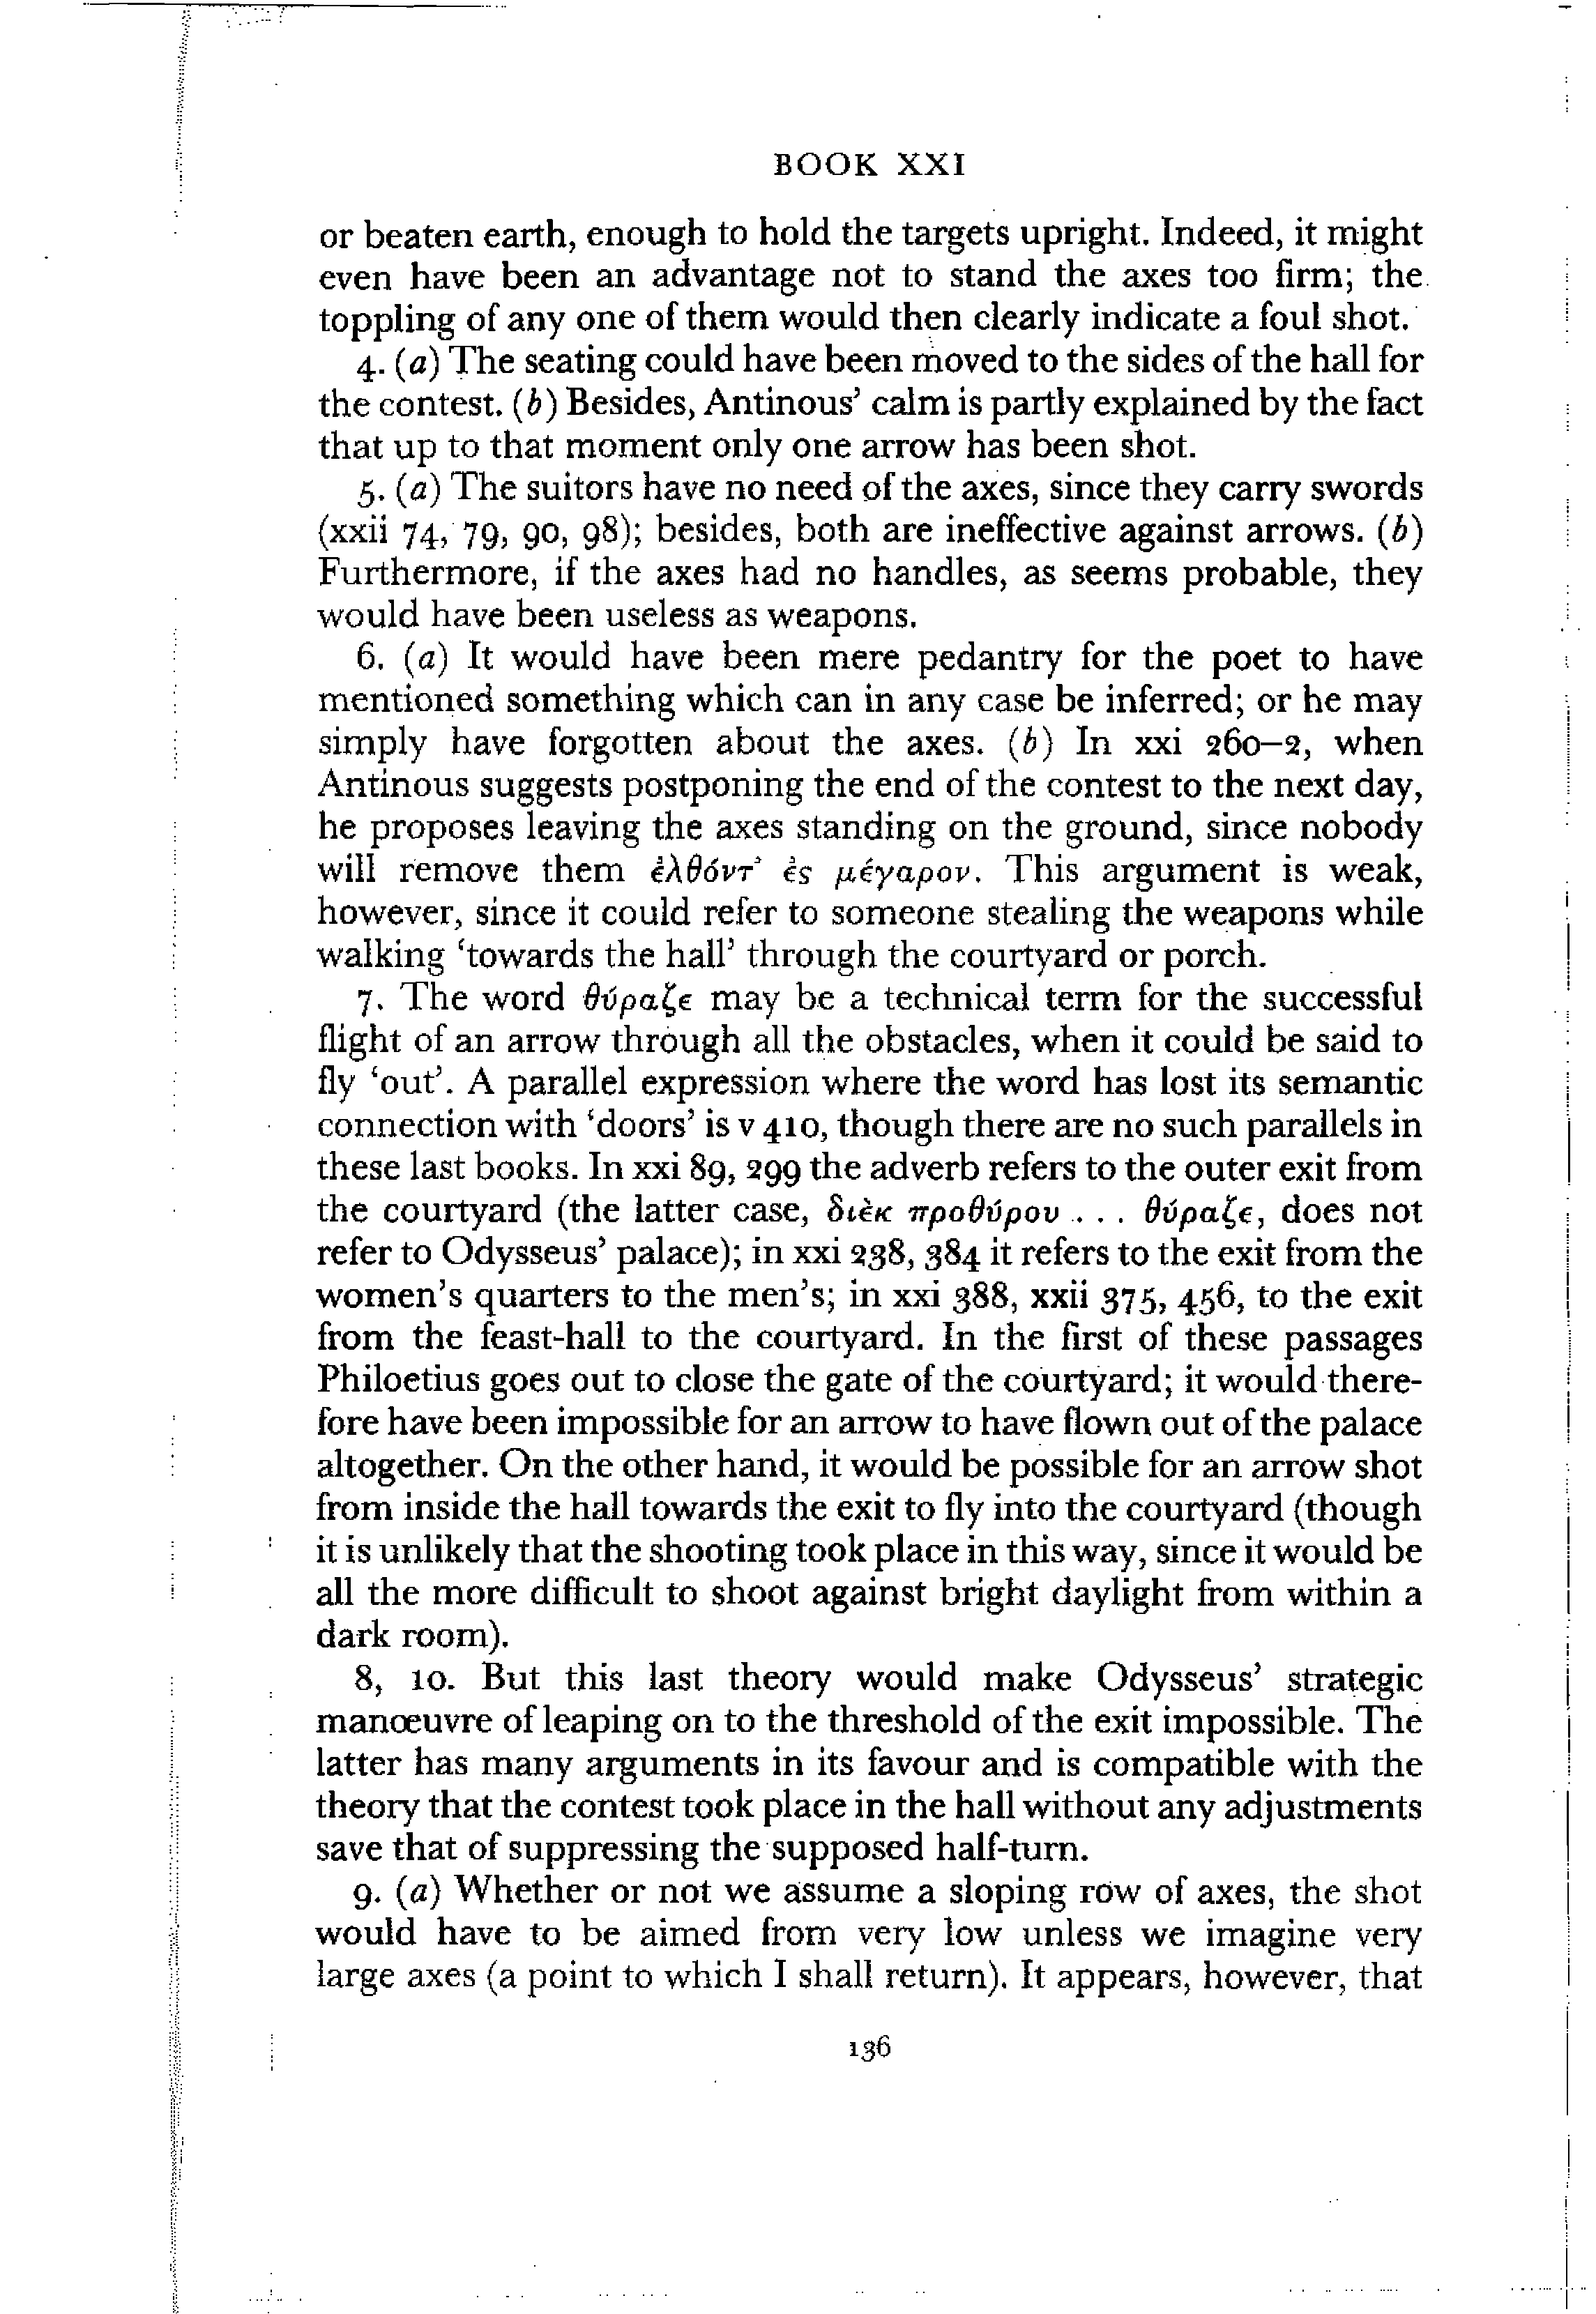 BOOK XXI
or beaten earth, enough to hold the targets upright. Indeed, it might
even have been an advantage not to stand the axes too firm; the
toppling of any one of them would then clearly indicate a foul shot.
4. (a) The seating could have been moved to the sides of the hall for
the contest. (b) Besides, Antinous’ calm is partly explained by the fact
that up to that moment only one arrow has been shot.
5. (a) The suitors have no need of the axes, since they carry swords
(xxii 74, 79, 90, 98); besides, both are ineffective against arrows. (b)
Furthermore, if the axes had no handles, as seems probable, they
would have been useless as weapons.
6. (a) It would have been mere pedantry for the poet to have
mentioned something which can in any case be inferred; or he may
simply have forgotten about the axes. (b) In xxi 260–2, when
Antinous suggests postponing the end of the contest to the next day,
he proposes leaving the axes standing on the ground, since nobody
will remove them ἐλθόντ’ ἐς μέγαρον. This argument is weak,
however, since it could refer to someone stealing the weapons while
walking ‘towards the hall’ through the courtyard or porch.
7. The word θύραζε may be a technical term for the successful
flight of an arrow through all the obstacles, when it could be said to
fly ‘out’. A parallel expression where the word has lost its semantic
connection with ‘doors’ is v 410, though there are no such parallels in
these last books. In xxi 89, 299 the adverb refers to the outer exit from
the courtyard (the latter case, διὲκ προθύρου . . . θύραζε, does not
refer to Odysseus’ palace); in xxi 238, 384 it refers to the exit from the
women’s quarters to the men’s; in xxi 388, xxii 375, 456, to the exit
from the feast-hall to the courtyard. In the first of these passages
Philoetius goes out to close the gate of the courtyard; it would there-
fore have been impossible for an arrow to have flown out of the palace
altogether. On the other hand, it would be possible for an arrow shot
from inside the hall towards the exit to fly into the courtyard (though
it is unlikely that the shooting took place in this way, since it would be
all the more difficult to shoot against bright daylight from within a
dark room).
8, 10. But this last theory would make Odysseus’ strategic
manœuvre of leaping on to the threshold of the exit impossible. The
latter has many arguments in its favour and is compatible with the
theory that the contest took place in the hall without any adjustments
save that of suppressing the supposed half-turn.
9. (a) Whether or not we assume a sloping row of axes, the shot
would have to be aimed from very low unless we imagine very
large axes (a point to which I shall return). It appears, however, that
136